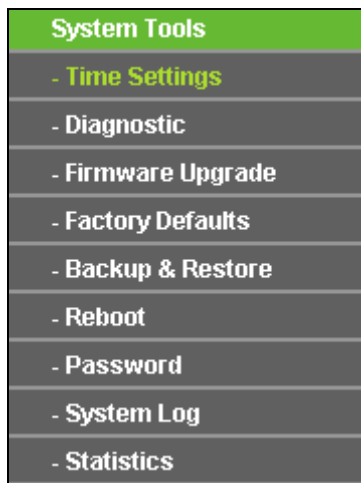 System Tools
- Time Settings
- Diagnostic
- Firmware Upgrade
- Factory Defaults
- Backup & Restore
- Reboot
- Password
- System Log
- Statistics